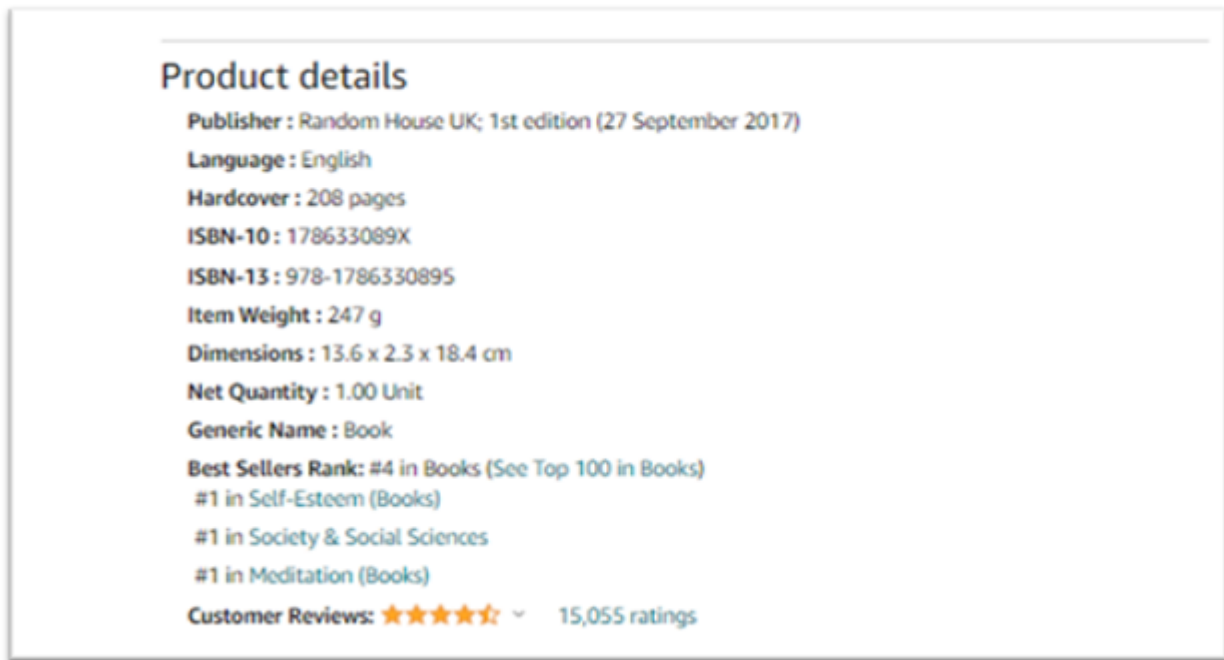 Product details
Publisher : Random House UK; 1st edition (27 September 2017)
Language : English
Hardcover : 208 pages
ISBN-10 : 178633089X
ISBN-13 : 978-1786330895
Item Weight : 247 g
Dimensions : 13.6 x 2.3 x 18.4 cm
Net Quantity : 1.00 Unit
Generic Name : Book
Best Sellers Rank: #4 in Books (See Top 100 in Books)
#1 in Self-Esteem (Books)
#1 in Society & Social Sciences
#1 in Meditation (Books)
Customer Reviews: 15,055 ratings